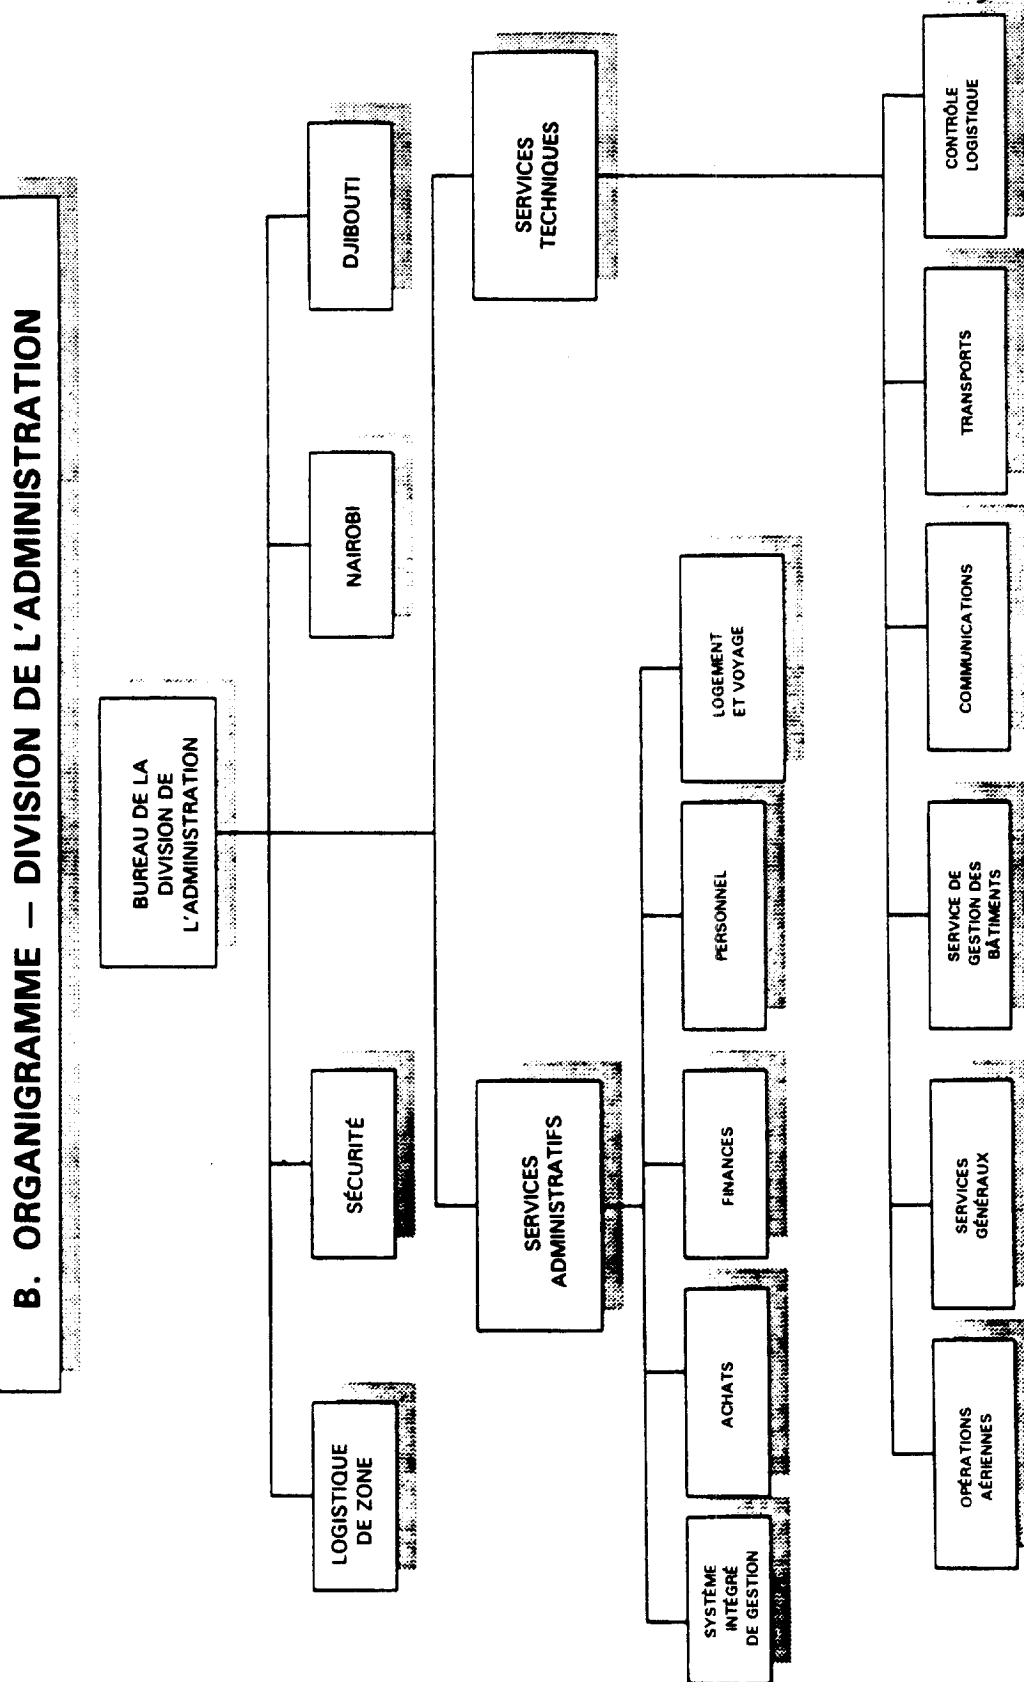 B. ORGANIGRAMME — DIVISION DE L'ADMINISTRATION
BUREAU DE LA
DIVISION DE
L'ADMINISTRATION
LOGISTIQUE
DE ZONE
SÉCURITÉ
NAIROBI
DJIBOUTI
SERVICES
ADMINISTRATIFS
SERVICES
TECHNIQUES
SYSTÈME
INTÉGRÉ
DE GESTION
ACHATS
FINANCES
PERSONNEL
LOGEMENT
ET VOYAGE
OPÉRATIONS
AÉRIENNES
SERVICES
GÉNÉRAUX
SERVICE DE
GESTION DES
BÂTIMENTS
COMMUNICATIONS
TRANSPORTS
CONTRÔLE
LOGISTIQUE